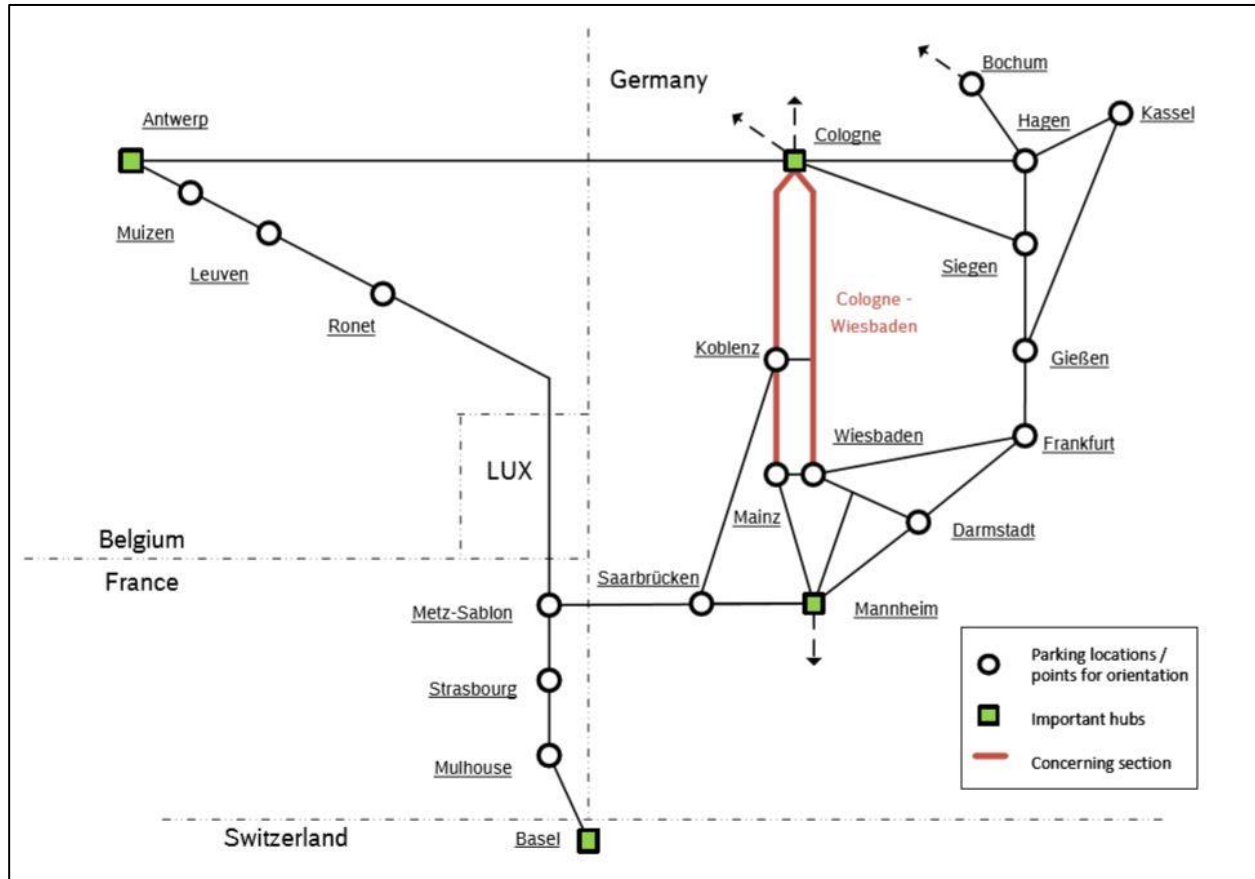 Germany
Bochum
Antwerp
Cologne
Hagen
Kassel
Muizen
Leuven
Siegen
Ronet
Cologne -
Wiesbaden
Koblenz
Gießen
Wiesbaden
Frankfurt
LUX
Mainz
Darmstadt
Belgium
France
Saarbrücken
Metz-Sablon
Mannheim
Parking locations /
points for orientation
Strasbourg
Important hubs
Mulhouse
Concerning section
Switzerland
Basel